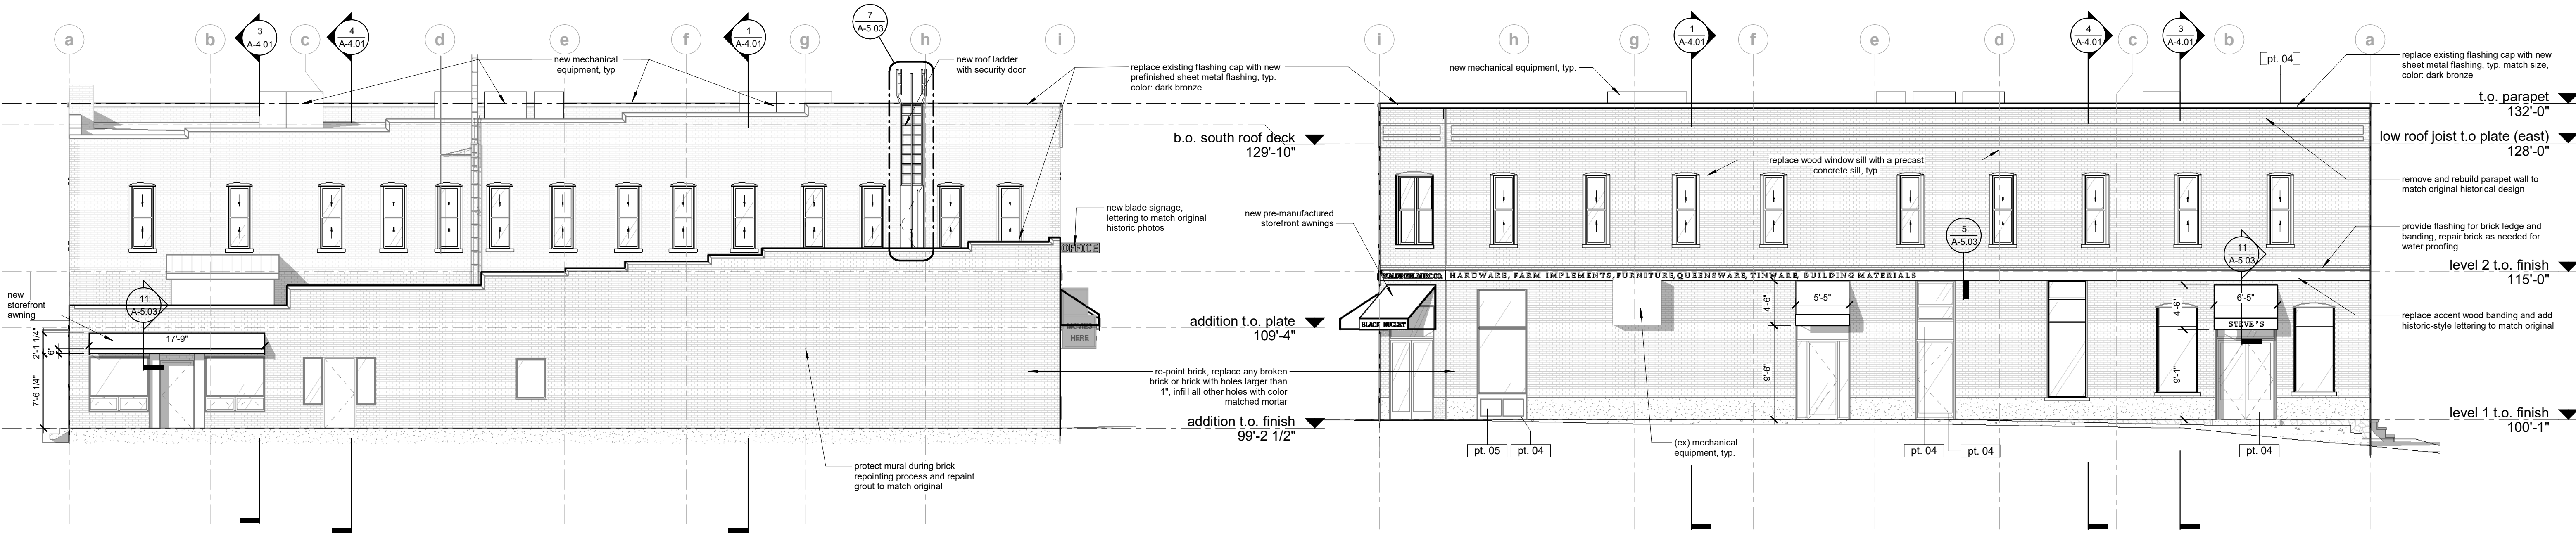 a
b
3
A-4.01
c
4
A-4.01
d
e
f
1
A-4.01
g
7
A-5.03
h
i
new mechanical
equipment, typ
new roof ladder
with security door
replace existing flashing cap with new
prefinished sheet metal flashing, typ.
color: dark bronze
b.o. south roof deck
129'-10"
new blade signage,
lettering to match original
historic photos
OFFICE
HERE
new
storefront
awning
11
A-5.03
17'-9"
2'-1 1/4"
6"
7'-6 1/4"
addition t.o. plate
109'-4"
re-point brick, replace any broken
brick or brick with holes larger than
1", infill all other holes with color
matched mortar
addition t.o. finish
99'-2 1/2"
protect mural during brick
repointing process and repaint
grout to match original
i
h
g
1
A-4.01
f
e
d
4
A-4.01
c
3
A-4.01
b
a
new mechanical equipment, typ.
pt. 04
replace existing flashing cap with new
sheet metal flashing, typ. match size,
color: dark bronze
t.o. parapet
132'-0"
low roof joist t.o plate (east)
128'-0"
replace wood window sill with a precast
concrete sill, typ.
remove and rebuild parapet wall to
match original historical design
new pre-manufactured
storefront awnings
5
A-5.03
11
A-5.03
provide flashing for brick ledge and
banding, repair brick as needed for
water proofing
level 2 t.o. finish
115'-0"
HARDWARE, FARM IMPLEMENTS, FURNITURE, QUEENSWARE, TINWARE, BUILDING MATERIALS
BLACK NUGGET
4'-6"
5'-5"
9'-6"
4'-6"
6'-5"
STEVE'S
9'-1"
replace accent wood banding and add
historic-style lettering to match original
level 1 t.o. finish
100'-1"
(ex) mechanical
equipment, typ.
pt. 05
pt. 04
pt. 04
pt. 04
pt. 04